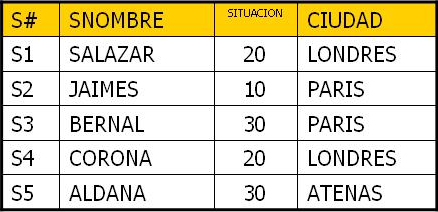 S# SNOMBRE SITUACION CIUDAD
S1 SALAZAR 20 LONDRES
S2 JAIMES 10 PARIS
S3 BERNAL 30 PARIS
S4 CORONA 20 LONDRES
S5 ALDANA 30 ATENAS